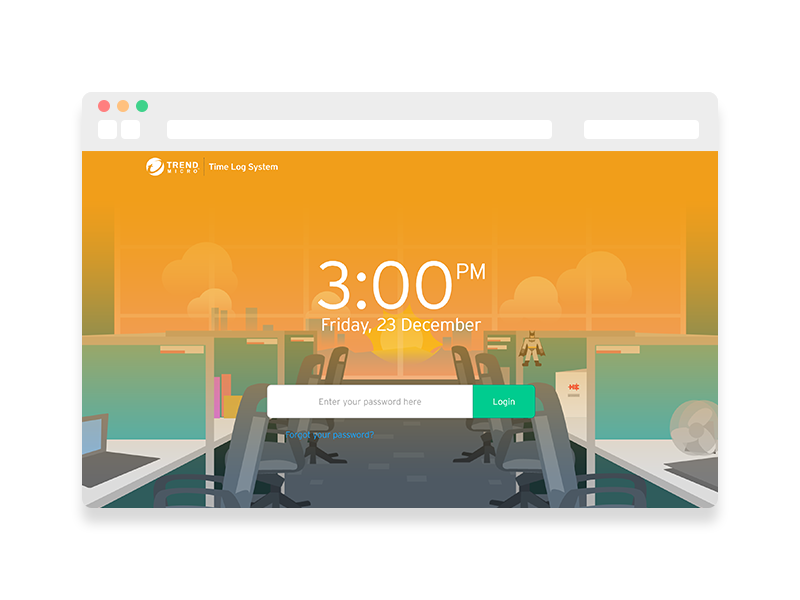 TREND
MICRO
Time Log System
3:00 PM
Friday, 23 December
Enter your password here
Login
Forgot your password?